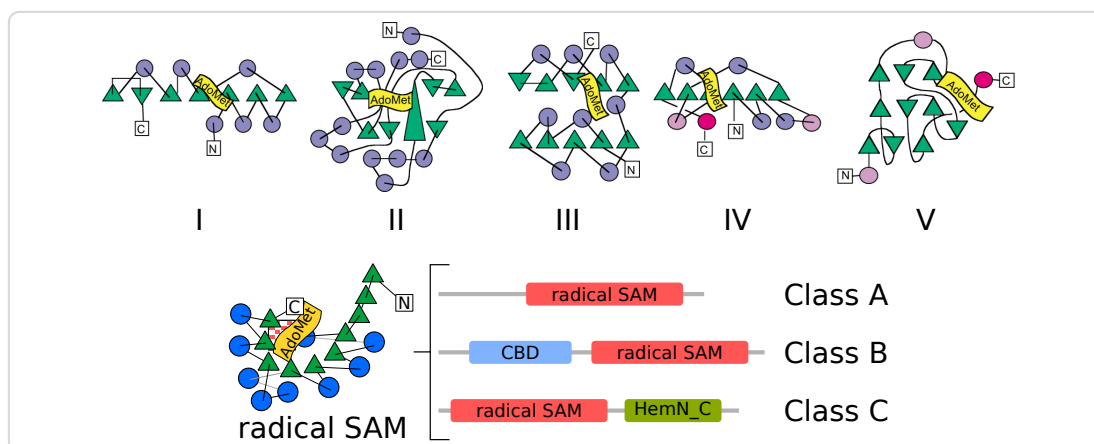 N
C
AdoMet
C
N
AdoMet
C
AdoMet
N
AdoMet
N
C
C
AdoMet
N
I
II
III
IV
V
N
C
AdoMet
radical SAM
radical SAM
Class A
CBD
radical SAM
Class B
radical SAM
HemN_C
Class C